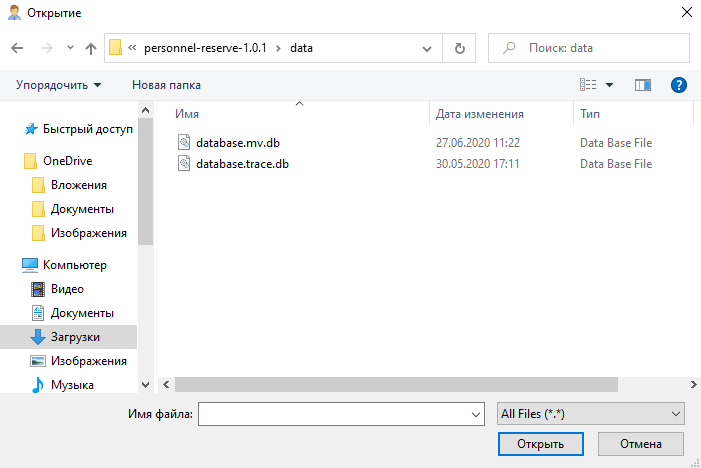 Открытие
« personnel-reserve-1.0.1 › data
Поиск: data
Упорядочить
Новая папка
?
Имя
Дата изменения
Тип
database.mv.db 27.06.2020 11:22 Data Base File
database.trace.db 30.05.2020 17:11 Data Base File
Быстрый доступ
OneDrive
Вложения
Документы
Изображения
Компьютер
Видео
Документы
Загрузки
Изображения
Музыка
Имя файла:
All Files (*.*)
Открыть
Отмена